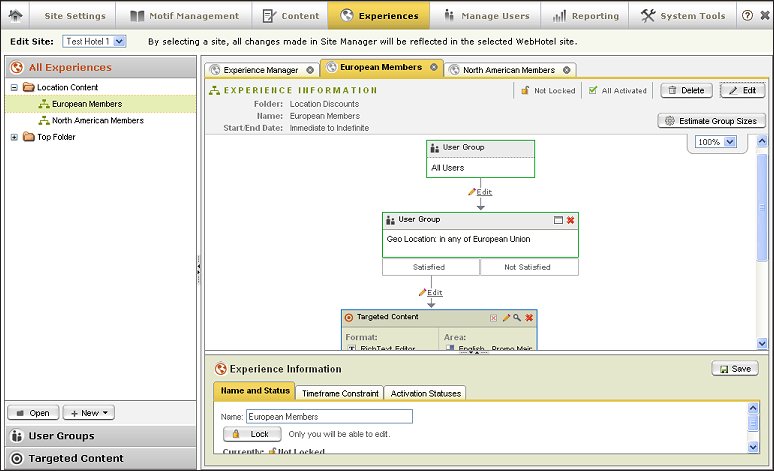 Site Settings Motif Management Content Experiences Manage Users Reporting System Tools
Edit Site: Test Hotel 1 By selecting a site, all changes made in Site Manager will be reflected in the selected WebHotel site.
All Experiences
Location Content
European Members
North American Members
Top Folder
Open New
User Groups
Targeted Content
Experience Manager European Members North American Members
EXPERIENCE INFORMATION Not Locked All Activated Delete Edit
Folder: Location Discounts
Name: European Members
Start/End Date: Immediate to Indefinite
Estimate Group Sizes
100%
User Group
All Users
Edit
User Group
Geo Location: in any of European Union
Satisfied Not Satisfied
Edit
Targeted Content
Format: Area:
RichText Editor English - Promo Main
Experience Information Save
Name and Status Timeframe Constraint Activation Statuses
Name: European Members
Lock Only you will be able to edit.
Currently: Not Locked